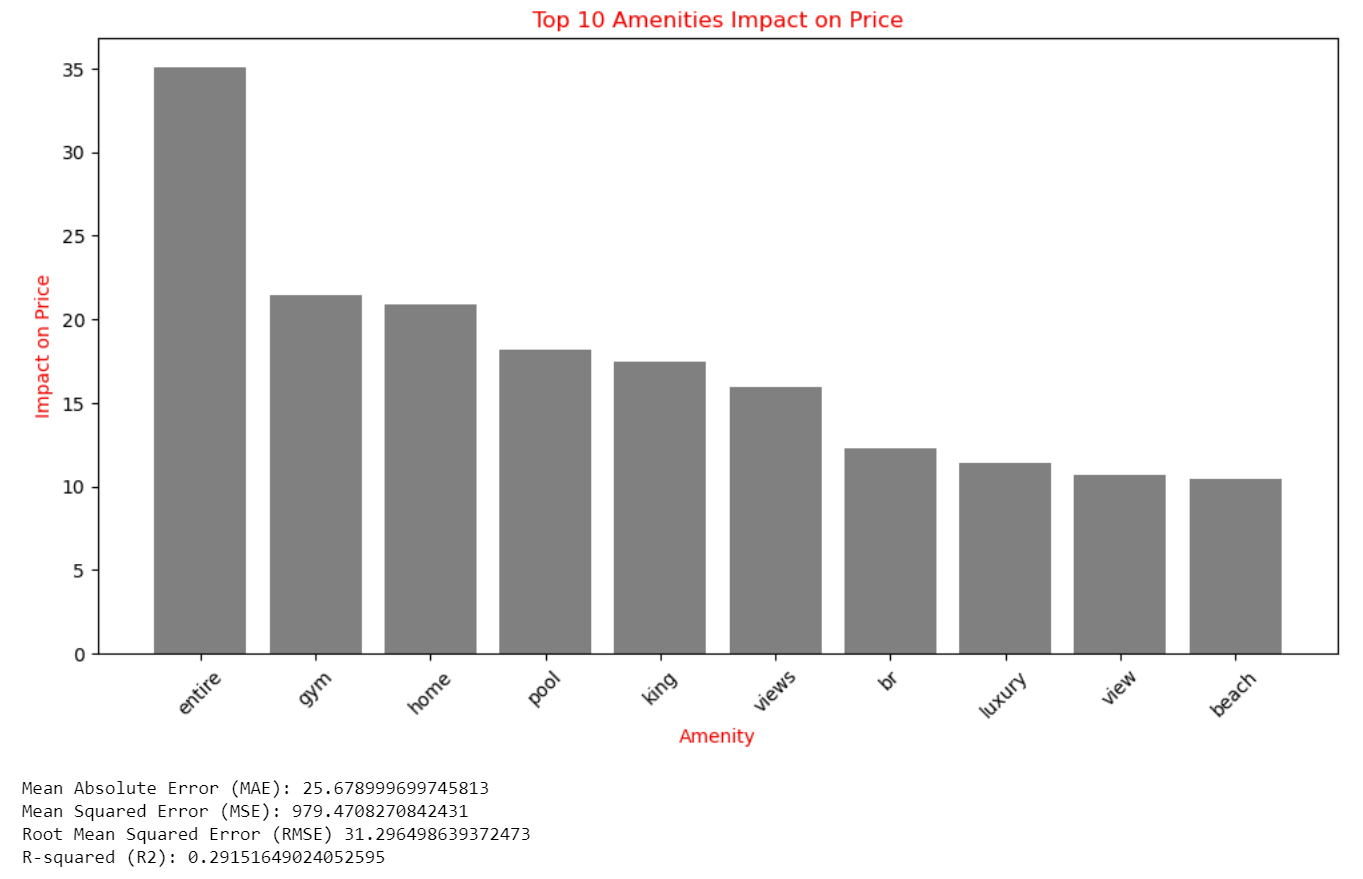 Top 10 Amenities Impact on Price
35
30
25
20
15
10
5
0
Impact on Price
entire gym home pool king views br luxury view beach
Amenity
Mean Absolute Error (MAE): 25.678999699745813
Mean Squared Error (MSE): 979.4708270842431
Root Mean Squared Error (RMSE) 31.296498639372473
R-squared (R2): 0.29151649024052595